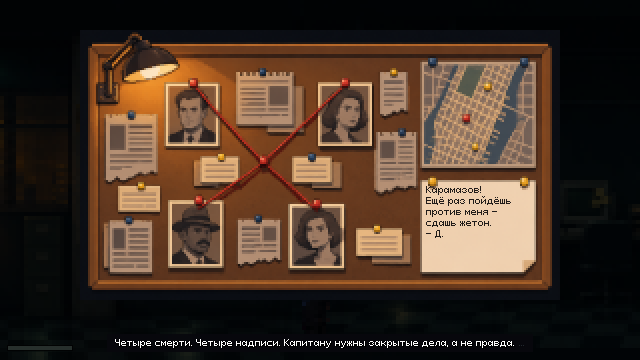 Карамазов!
Ещё раз пойдёшь
против меня –
сдашь жетон.
– Д.
Четыре смерти. Четыре надписи. Капитану нужны закрытые дела, а не правда.